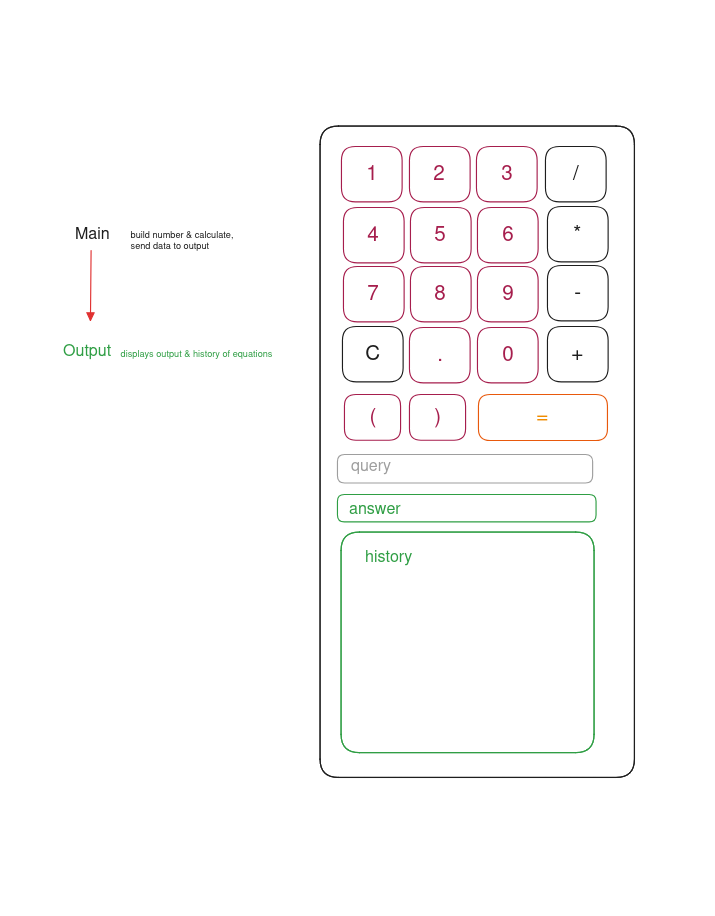 1 2 3 /
Main
build number & calculate,
send data to output
4 5 6 *
7 8 9 -
Output
displays output & history of equations
C . 0 +
( ) =
query
answer
history